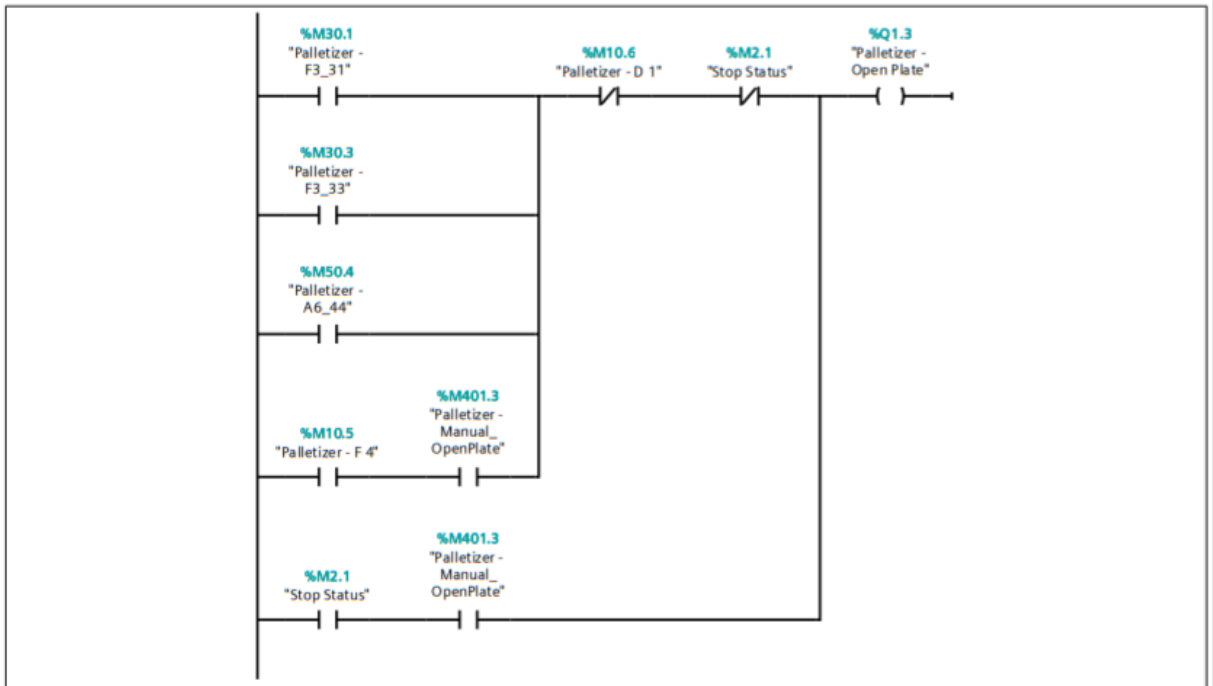 %M30.1
"Palletizer -
F3_31"
%M10.6
"Palletizer - D 1"
%M2.1
"Stop Status"
%Q1.3
"Palletizer -
Open Plate"
%M30.3
"Palletizer -
F3_33"
%M50.4
"Palletizer -
A6_44"
%M10.5
"Palletizer - F 4"
%M401.3
"Palletizer -
Manual_
OpenPlate"
%M2.1
"Stop Status"
%M401.3
"Palletizer -
Manual_
OpenPlate"